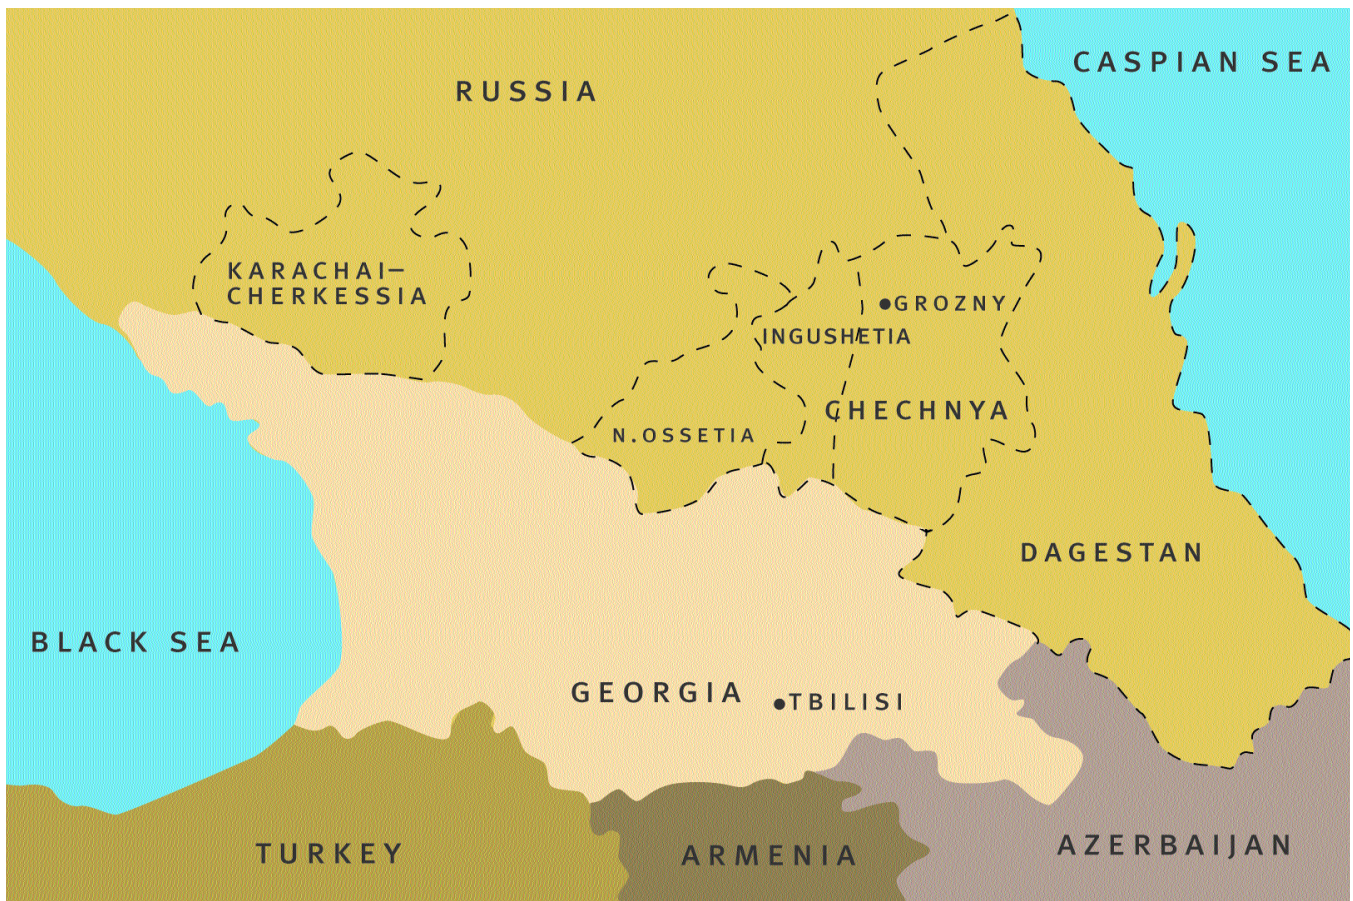 CASPIAN SEA
RUSSIA
KARACHAI–
CHERKESSIA
GROZNY
INGUSHETIA
CHECHNYA
N.OSSETIA
DAGESTAN
BLACK SEA
GEORGIA
TBILISI
TURKEY
ARMENIA
AZERBAIJAN